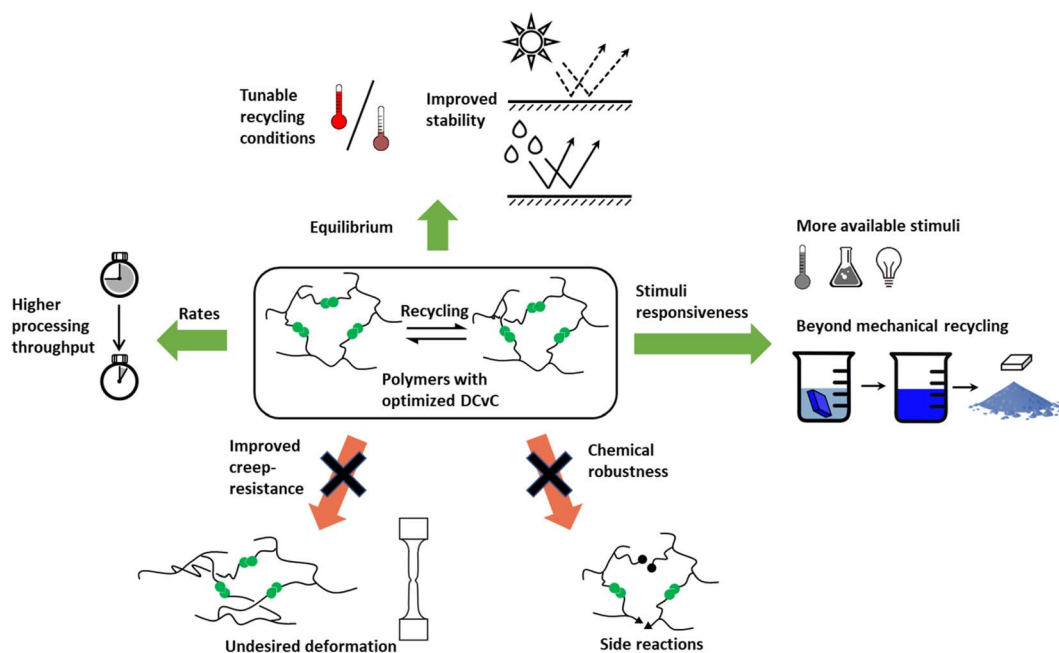 Tunable
recycling
conditions
Improved
stability
Equilibrium
More available stimuli
Higher
processing
throughput
Rates
Recycling
Polymers with
optimized DCvC
Stimuli
responsiveness
Beyond mechanical recycling
Improved
creep-
resistance
Chemical
robustness
Undesired deformation
Side reactions